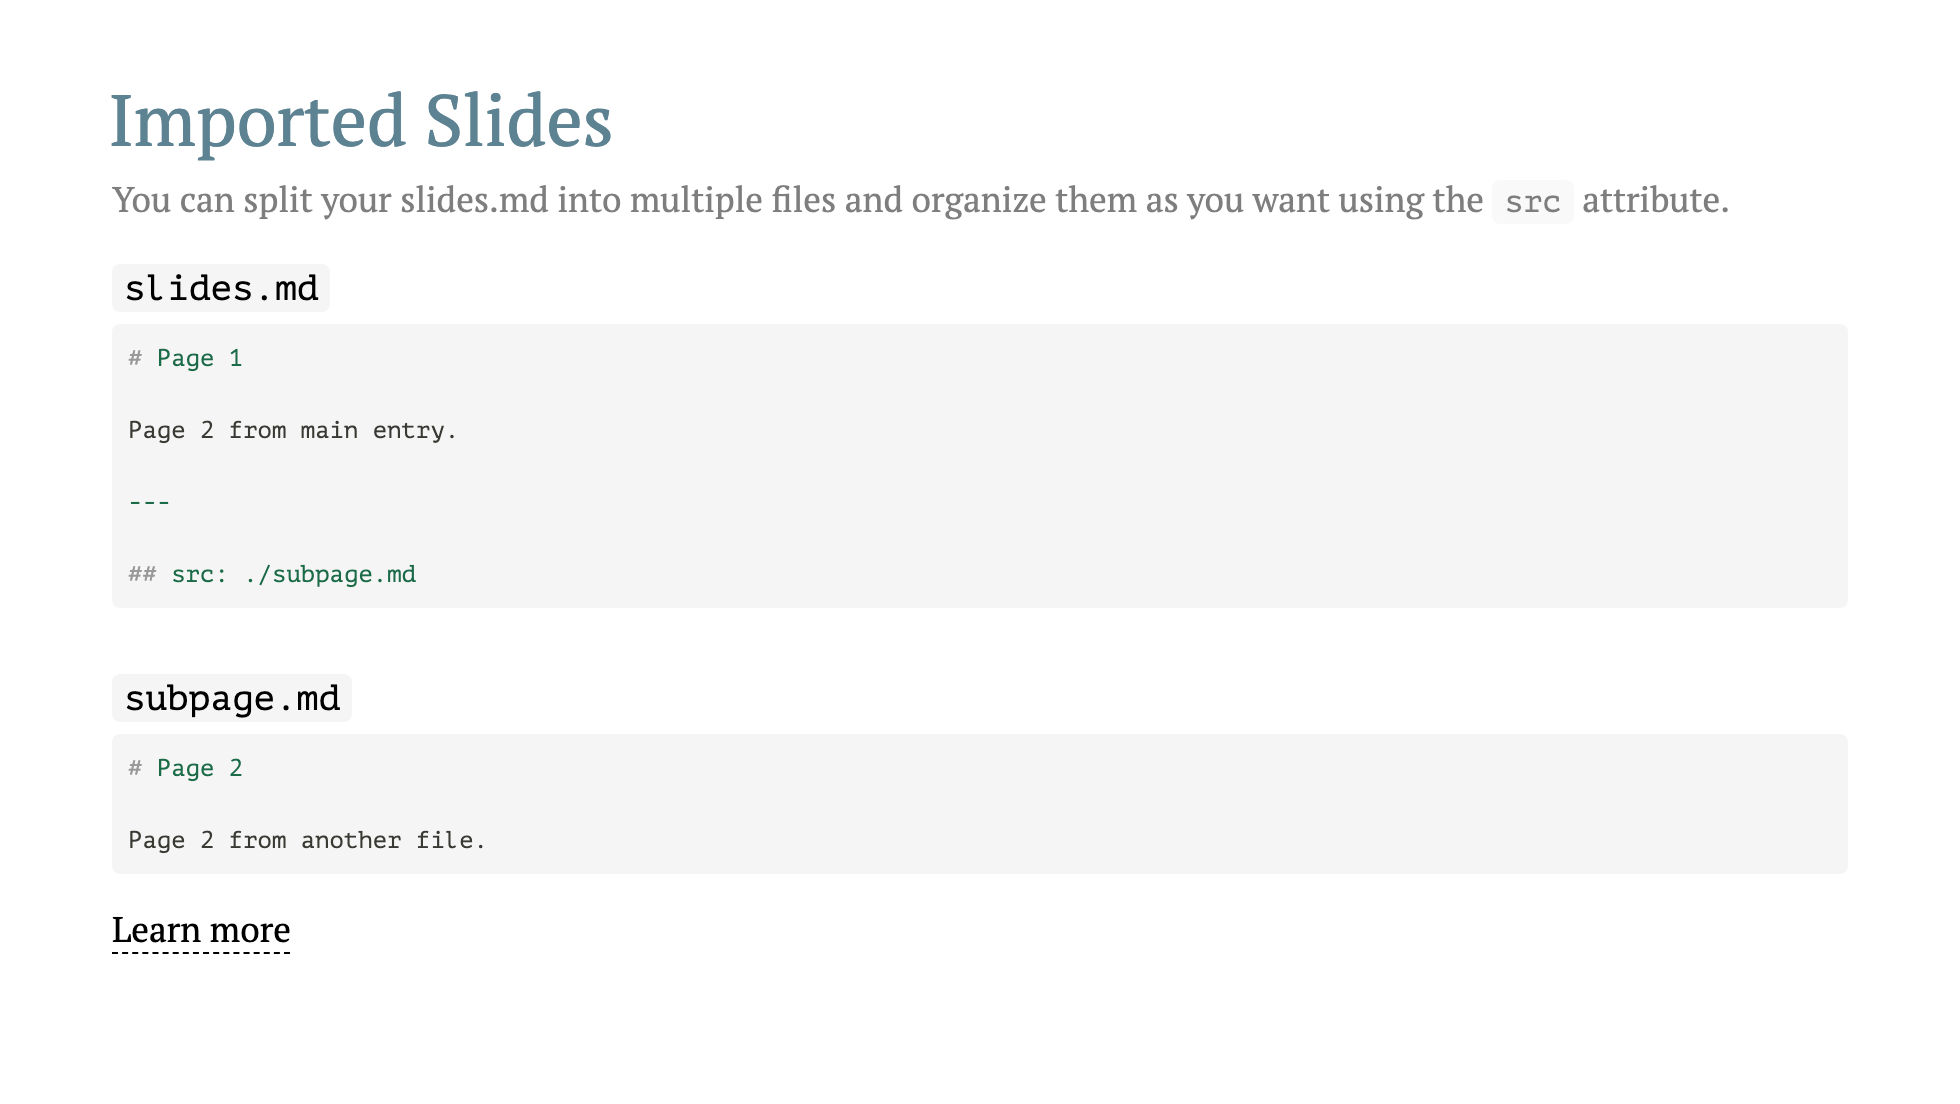 Imported Slides
You can split your slides.md into multiple files and organize them as you want using the src attribute.
slides.md
# Page 1
Page 2 from main entry.
---
## src: ./subpage.md
subpage.md
# Page 2
Page 2 from another file.
Learn more